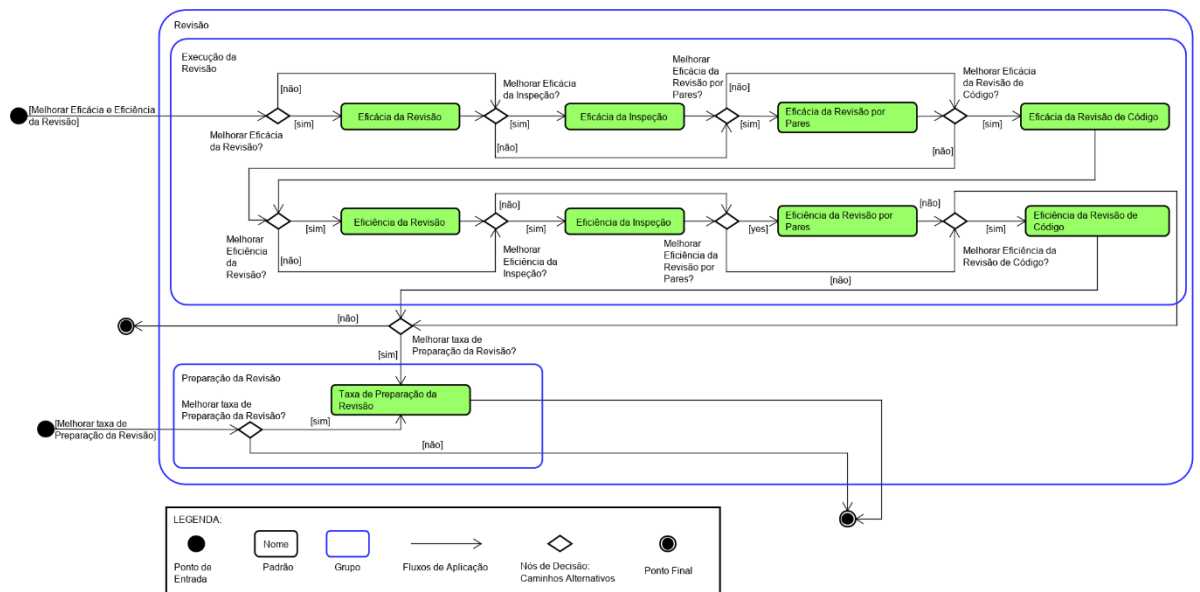 Revisão
Execução da
Revisão
[não]
Melhorar Eficácia
da Inspeção?
Melhorar
Eficácia da
Revisão por
Pares?
[não]
Melhorar Eficácia
da Revisão de
Código?
[Melhorar Eficácia e Eficiência
da Revisão]
Melhorar Eficácia
da Revisão?
[sim]
Eficácia da Revisão
[sim]
[não]
Eficácia da Inspeção
[sim]
Eficácia da Revisão por
Pares
[sim]
[não]
Eficácia da Revisão de Código
Melhorar
Eficiência
da
Revisão?
[sim]
[não]
Eficiência da Revisão
[não]
[sim]
Melhorar
Eficiência da
Inspeção?
Eficiência da Inspeção
Melhorar
Eficiência da
Revisão por
Pares?
[yes]
[não]
Eficiência da Revisão por
Pares
[não]
[sim]
Melhorar Eficiência da
Revisão de Código?
Eficiência da Revisão de
Código
[não]
Melhorar taxa de
Preparação da Revisão?
[sim]
Preparação da Revisão
Taxa de Preparação da
Revisão
Melhorar taxa de
Preparação da Revisão?
[sim]
[Melhorar taxa de
Preparação da Revisão]
[não]
LEGENDA:
Ponto de
Entrada
Nome
Padrão
Grupo
Fluxos de Aplicação
Nós de Decisão:
Caminhos Alternativos
Ponto Final